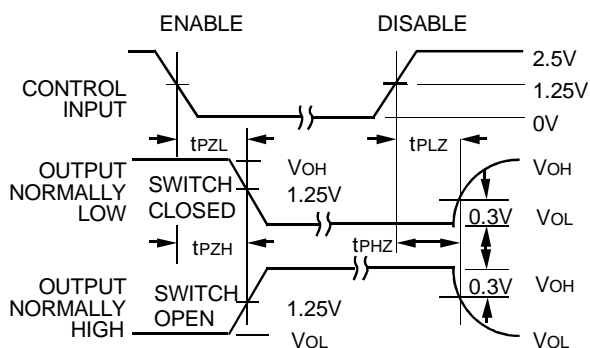 ENABLE
DISABLE
CONTROL
INPUT
2.5V
1.25V
0V
tPZL
tPLZ
OUTPUT
NORMALLY
LOW
SWITCH
CLOSED
VOH
1.25V
VOH
0.3V
VOL
tPZH
tPHZ
OUTPUT
NORMALLY
HIGH
SWITCH
OPEN
1.25V
VOL
0.3V
VOH
VOL